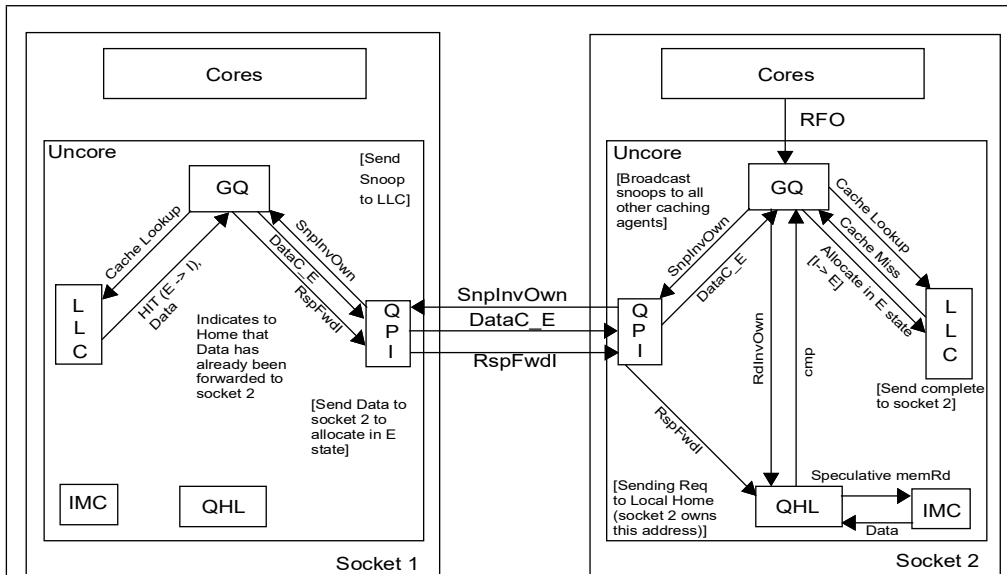 Cores
Uncore
[Send
Snoop
to LLC]
GQ
Cache Lookup
HIT (E -> I),
Data
SnpInvOwn
DataC_E
RspFwdI
L
L
C
Q
P
I
Indicates to
Home that
Data has
already been
forwarded to
socket 2
[Send Data to
socket 2 to
allocate in E
state]
IMC
QHL
Socket 1
SnpInvOwn
DataC_E
RspFwdI
Cores
RFO
Uncore
[Broadcast
snoops to all
other caching
agents]
GQ
Cache Lookup
Cache Miss
Allocate in E state
[I-> E]
SnpInvOwn
DataC_E
Q
P
I
L
L
C
RdInvOwn
cmp
[Send complete
to socket 2]
RspFwdI
[Sending Req
to Local Home
(socket 2 owns
this address)]
Speculative memRd
QHL
IMC
Data
Socket 2